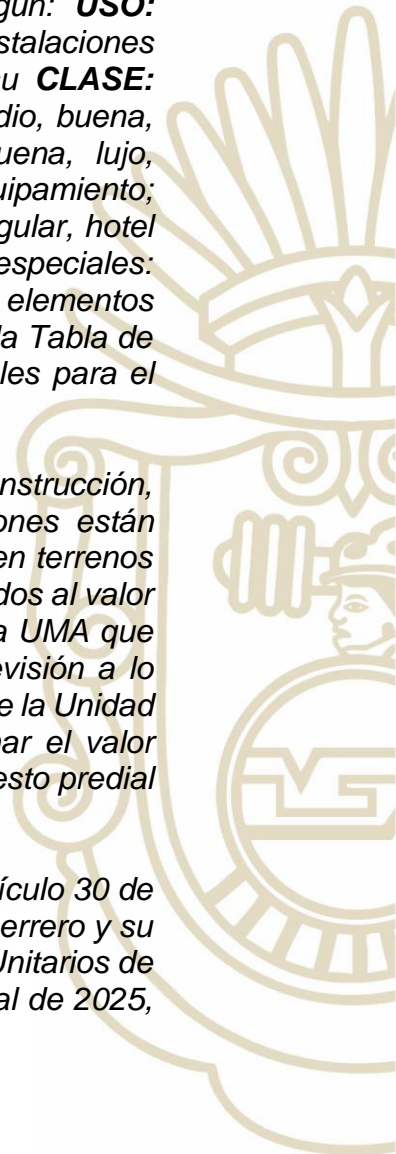 gún: USO:
stalaciones
u CLASE:
dio, buena,
uena, lujo,
uipamiento;
gular, hotel
especiales:
elementos
la Tabla de
les para el
nstrucción,
ones están
en terrenos
dos al valor
a UMA que
evisión a lo
e la Unidad
nar el valor
esto predial
ículo 30 de
errero y su
Unitarios de
al de 2025,